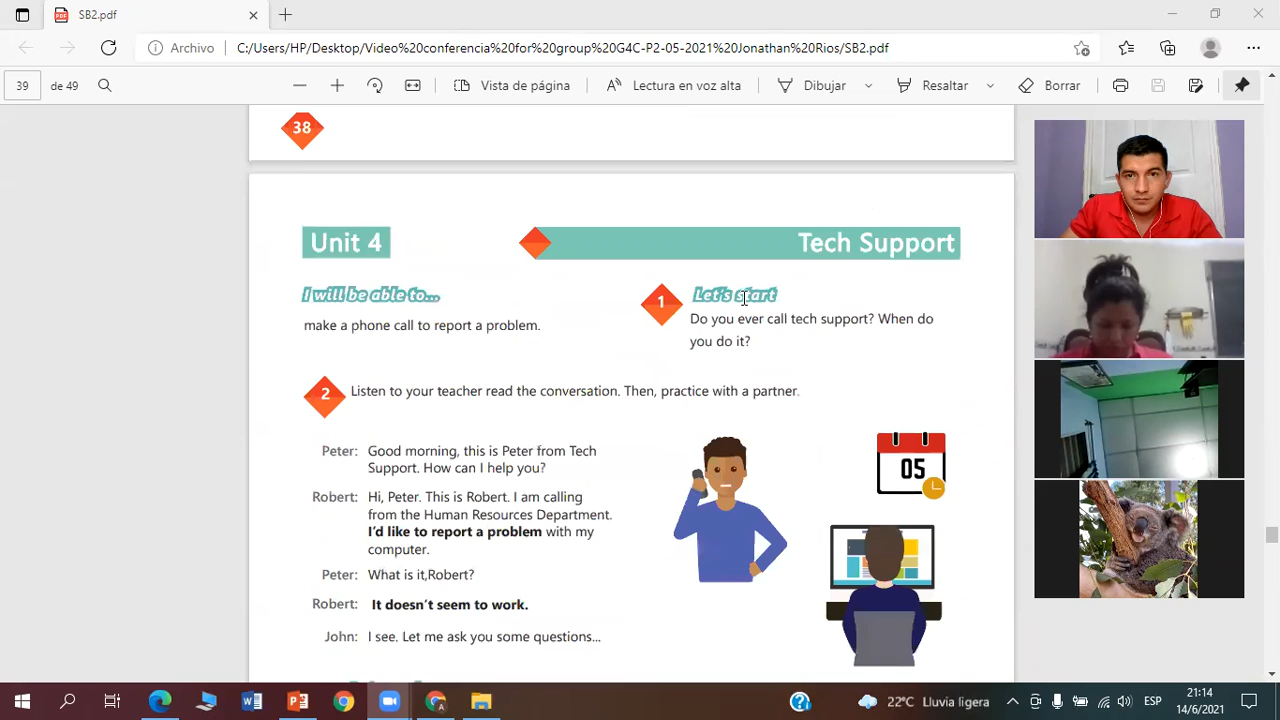 SB2.pdf
Archivo
C:/Users/HP/Desktop/Video%20conferencia%20for%20group%20G4C-P2-05-2021%20Jonathan%20Rios/SB2.pdf
39
de 49
Vista de página
Lectura en voz alta
Dibujar
Resaltar
Borrar
38
Unit 4
Tech Support
I will be able to...
make a phone call to report a problem.
1
Let's start
Do you ever call tech support? When do
you do it?
2
Listen to your teacher read the conversation. Then, practice with a partner.
Peter: Good morning, this is Peter from Tech
Support. How can I help you?
Robert: Hi, Peter. This is Robert. I am calling
from the Human Resources Department.
I'd like to report a problem with my
computer.
Peter: What is it,Robert?
Robert: It doesn't seem to work.
John: I see. Let me ask you some questions...
05
22°C Lluvia ligera
ESP
21:14
14/6/2021